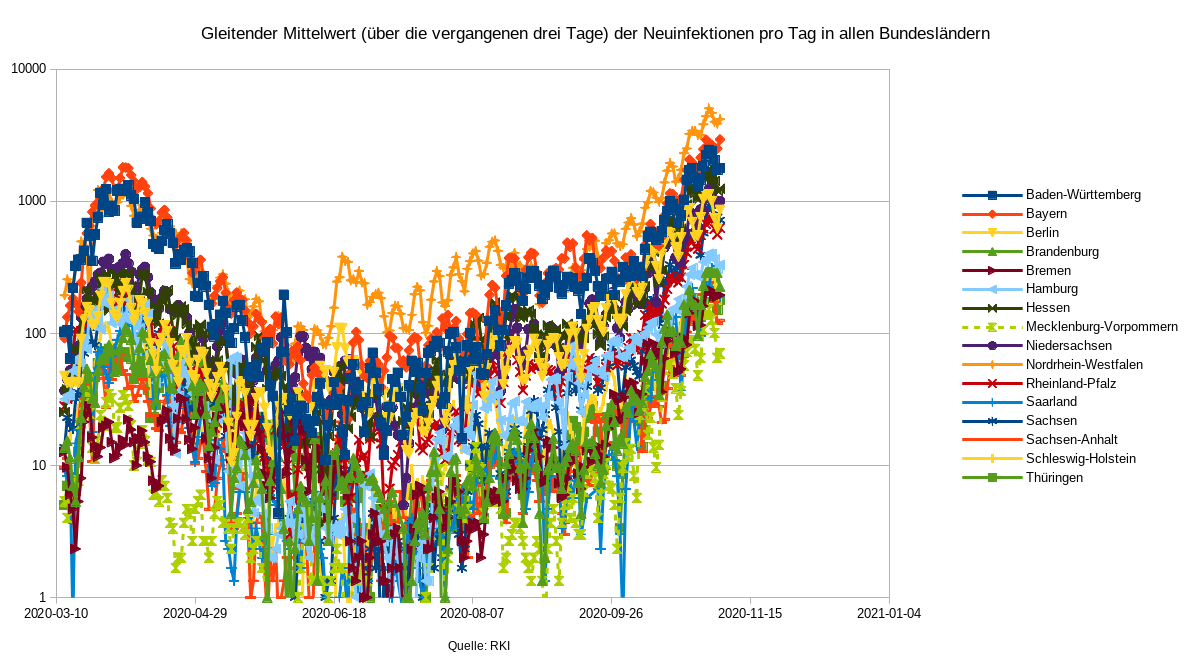 Gleitender Mittelwert (über die vergangenen drei Tage) der Neuinfektionen pro Tag in allen Bundesländern
10000
1000
100
10
1
2020-03-10
2020-04-29
2020-06-18
2020-08-07
2020-09-26
2020-11-15
2021-01-04
Quelle: RKI
Baden-Württemberg
Bayern
Berlin
Brandenburg
Bremen
Hamburg
Hessen
Mecklenburg-Vorpommern
Niedersachsen
Nordrhein-Westfalen
Rheinland-Pfalz
Saarland
Sachsen
Sachsen-Anhalt
Schleswig-Holstein
Thüringen